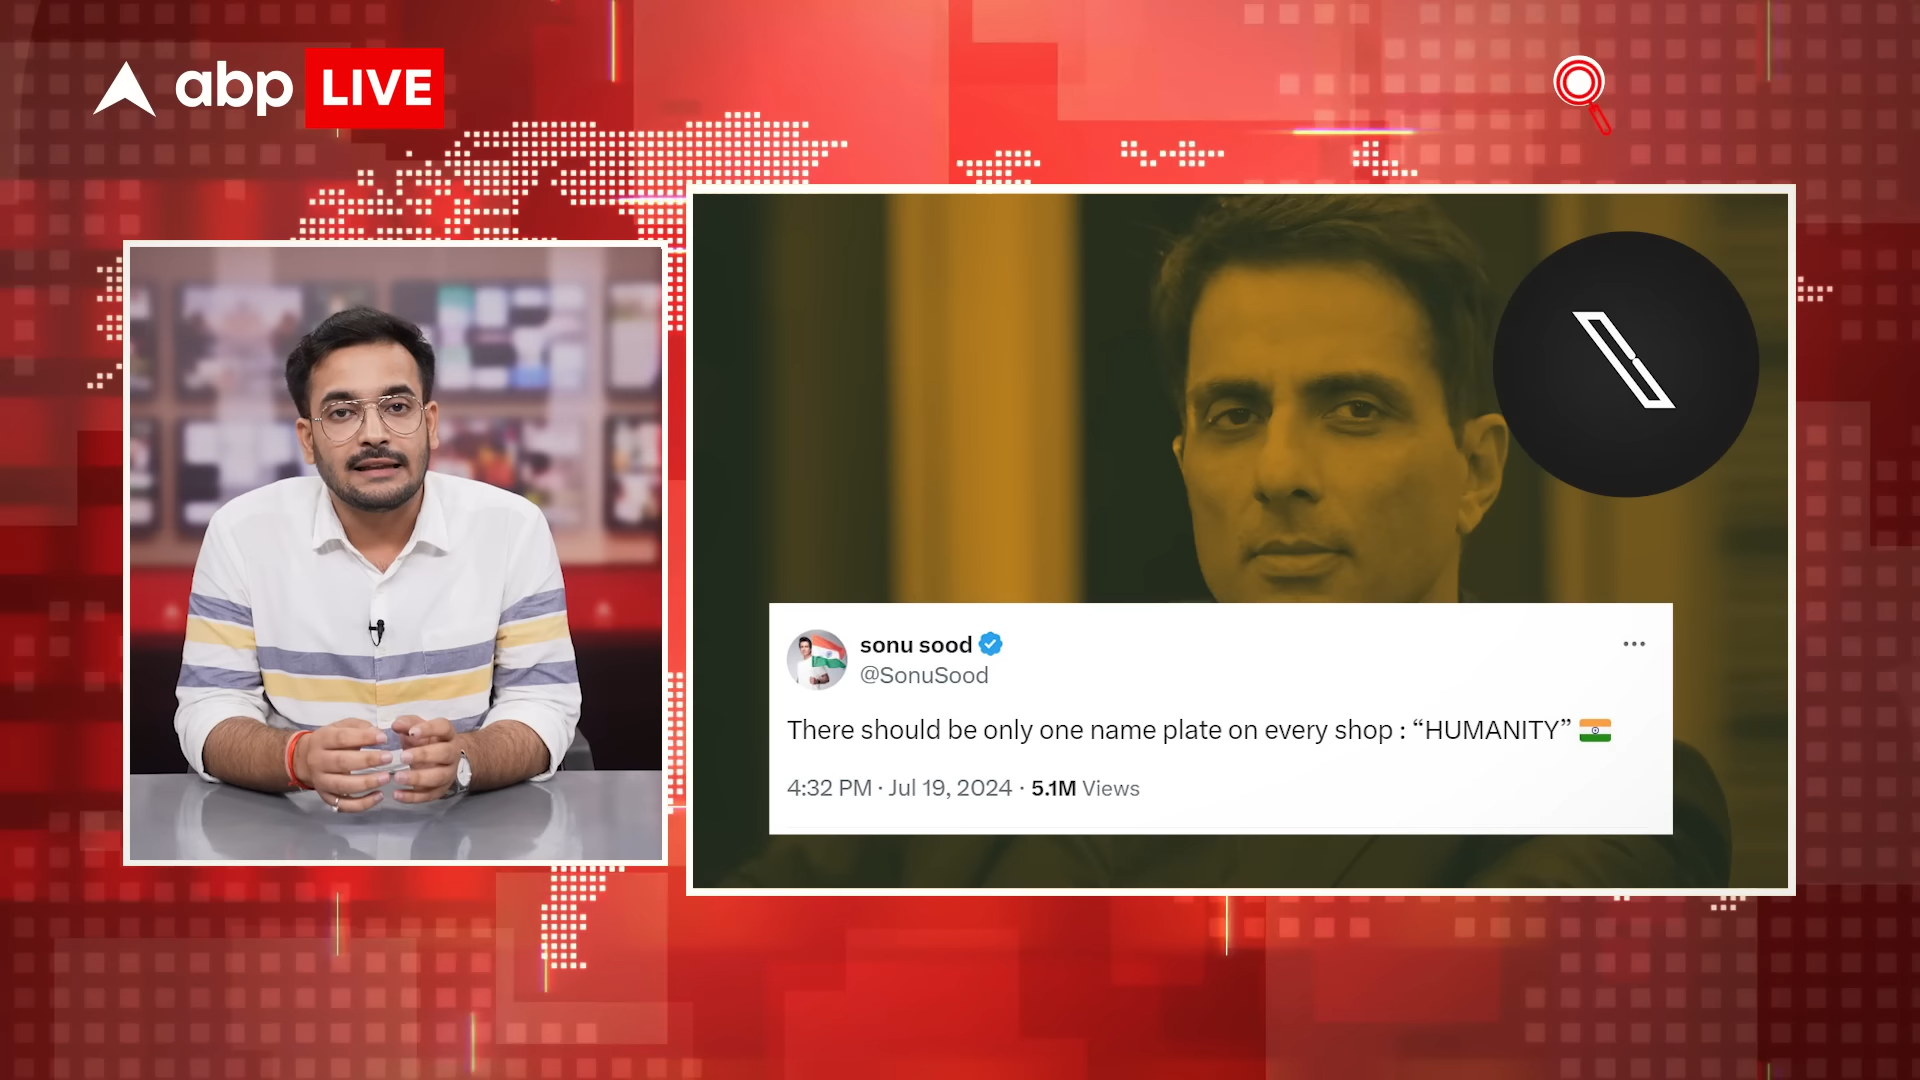 abp LIVE
sonu sood
@SonuSood
There should be only one name plate on every shop : “HUMANITY” 🇮🇳
4:32 PM · Jul 19, 2024 · 5.1M Views